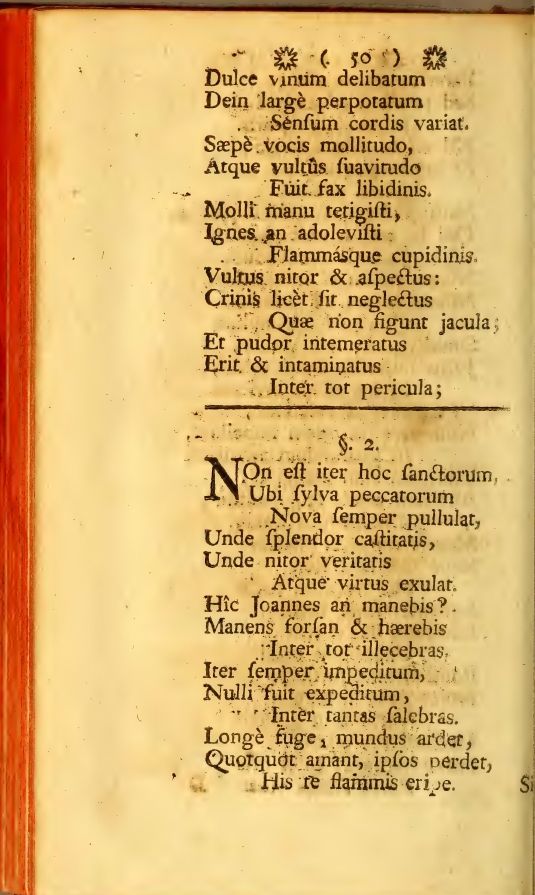 ( 50 )
Dulce vinum delibatum
Dein largè perpotatum
Senſum cordis variat.
Sæpè vocis mollitudo,
Atque vultûs ſuavitudo
Fuit fax libidinis.
Molli manu tetigiſti,
Ignes an adoleviſti
Flammásque cupidinis.
Vultus nitor & aſpectus:
Crinis licèt ſit neglectus
Quæ non figunt jacula;
Et pudor intemeratus
Erit & intaminatus
Inter tot pericula;
§. 2.
NOn eſt iter hoc ſanctorum,
Ubi ſylva peccatorum
Nova ſemper pullulat,
Unde ſplendor caſtitatis,
Unde nitor veritatis
Atque virtus exulat.
Hîc Joannes an manebis?
Manens forſan & hærebis
Inter tot illecebras.
Iter ſemper impeditum,
Nulli fuit expeditum,
Inter tantas ſalebras.
Longè fuge, mundus ardet,
Quotquot amant, ipſos perdet,
His te flammis eripe.
Si